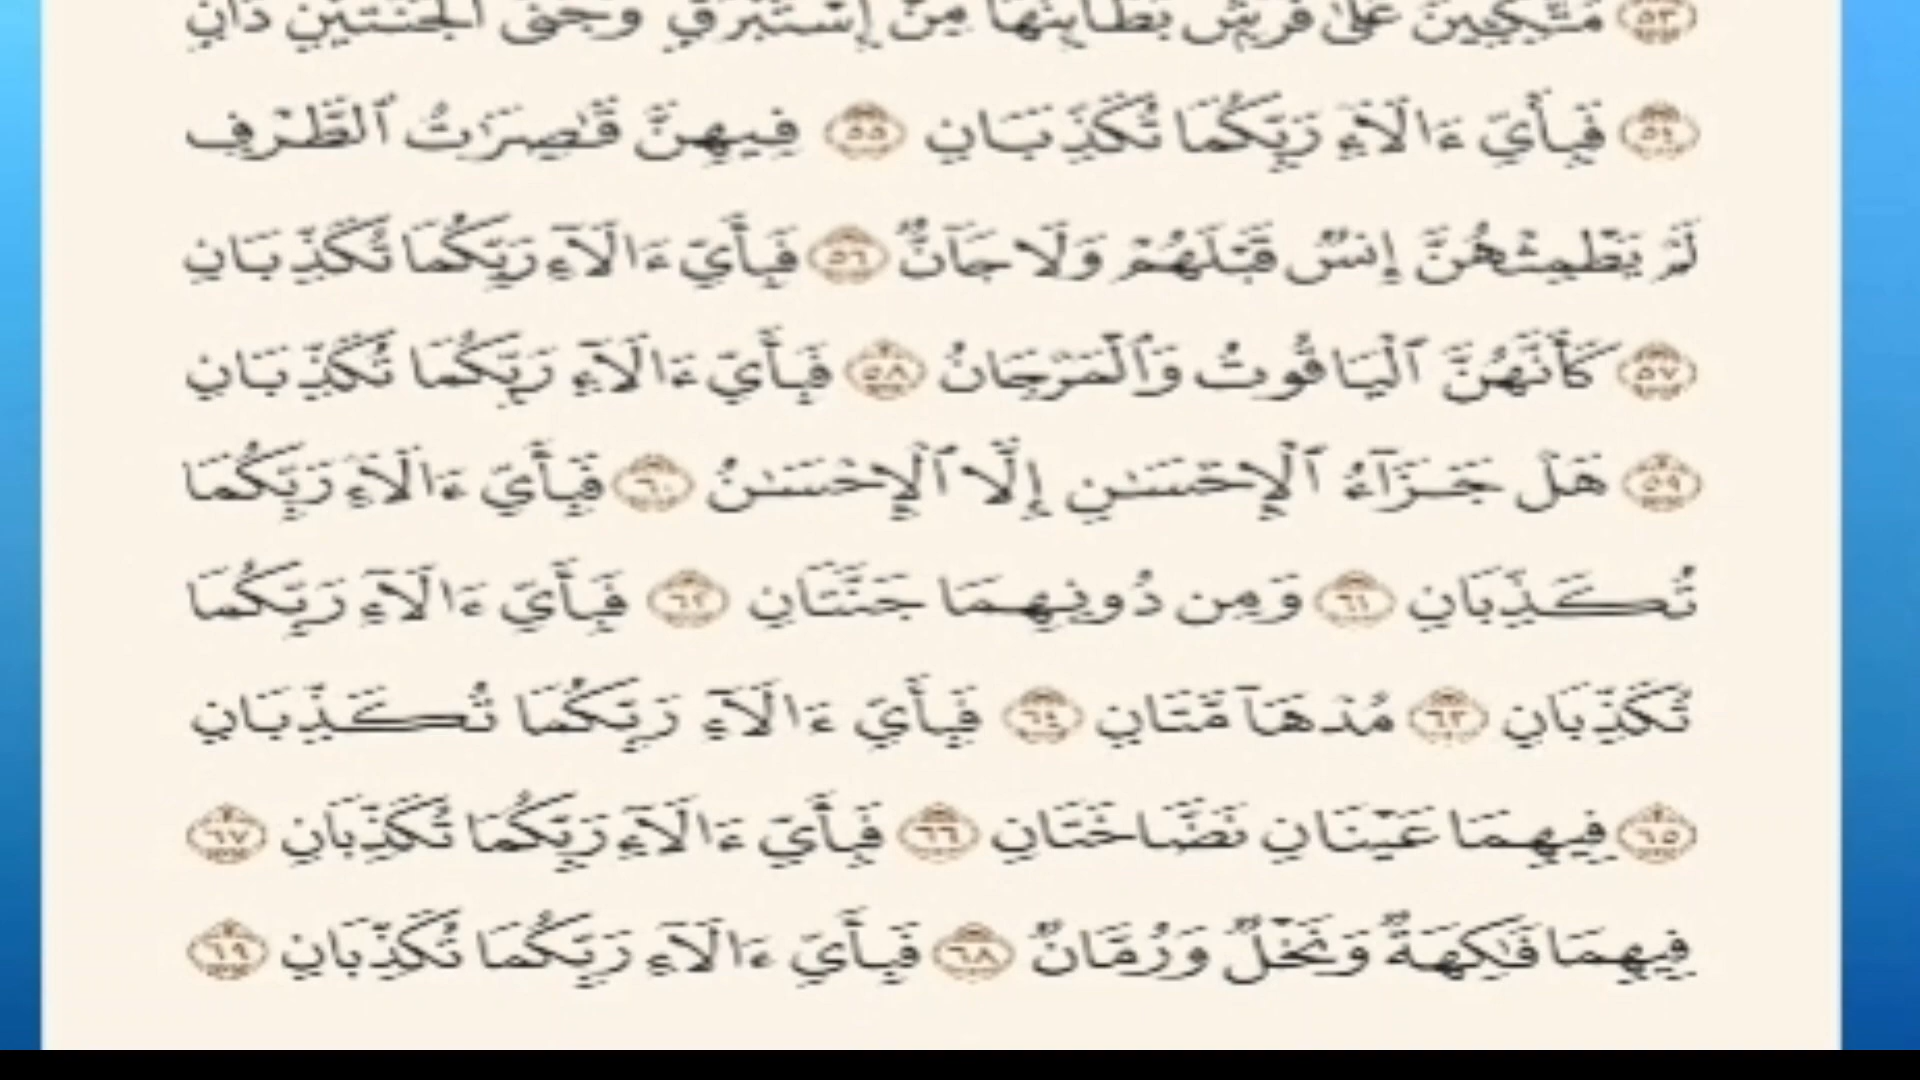 ٥٣ مُتَّكِـِٔينَ عَلَىٰ فُرُشٍۭ بَطَآئِنُهَا مِنْ إِسْتَبْرَقٍ وَجَنَى ٱلْجَنَّتَيْنِ دَانٍ
٥٤ فَبِأَيِّ ءَالَآءِ رَبِّكُمَا تُكَذِّبَانِ ٥٥ فِيهِنَّ قَٰصِرَٰتُ ٱلطَّرْفِ
لَمْ يَطْمِثْهُنَّ إِنسٌ قَبْلَهُمْ وَلَا جَآنٌّ ٥٦ فَبِأَيِّ ءَالَآءِ رَبِّكُمَا تُكَذِّبَانِ
٥٧ كَأَنَّهُنَّ ٱلْيَاقُوتُ وَٱلْمَرْجَانُ ٥٨ فَبِأَيِّ ءَالَآءِ رَبِّكُمَا تُكَذِّبَانِ
٥٩ هَلْ جَزَآءُ ٱلْإِحْسَٰنِ إِلَّا ٱلْإِحْسَٰنُ ٦٠ فَبِأَيِّ ءَالَآءِ رَبِّكُمَا
تُكَذِّبَانِ ٦١ وَمِن دُونِهِمَا جَنَّتَانِ ٦٢ فَبِأَيِّ ءَالَآءِ رَبِّكُمَا
تُكَذِّبَانِ ٦٣ مُدْهَآمَّتَانِ ٦٤ فَبِأَيِّ ءَالَآءِ رَبِّكُمَا تُكَذِّبَانِ
٦٥ فِيهِمَا عَيْنَانِ نَضَّاخَتَانِ ٦٦ فَبِأَيِّ ءَالَآءِ رَبِّكُمَا تُكَذِّبَانِ ٦٧
فِيهِمَا فَٰكِهَةٌ وَنَخْلٌ وَرُمَّانٌ ٦٨ فَبِأَيِّ ءَالَآءِ رَبِّكُمَا تُكَذِّبَانِ ٦٩